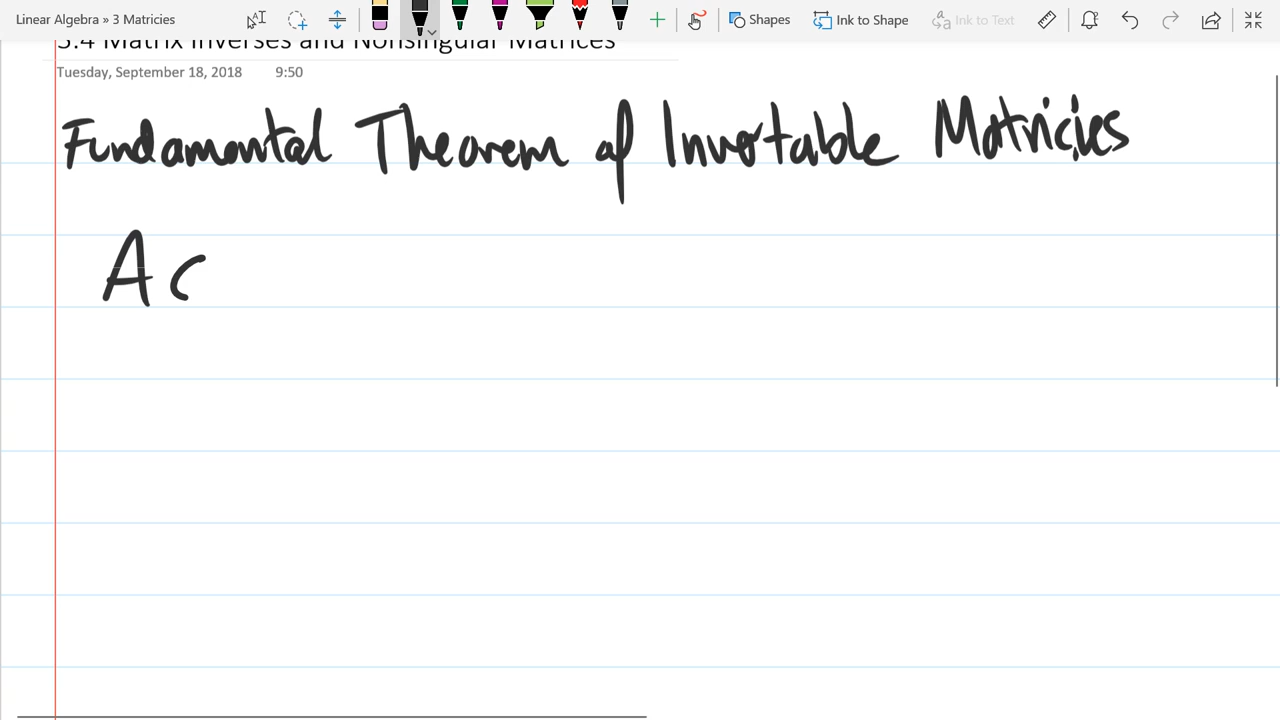 Linear Algebra » 3 Matricies
Shapes
Ink to Shape
Ink to Text
3.4 Matrix Inverses and Nonsingular Matrices
Tuesday, September 18, 2018 9:50
Fundamental Theorem of Invertable Matricies
A